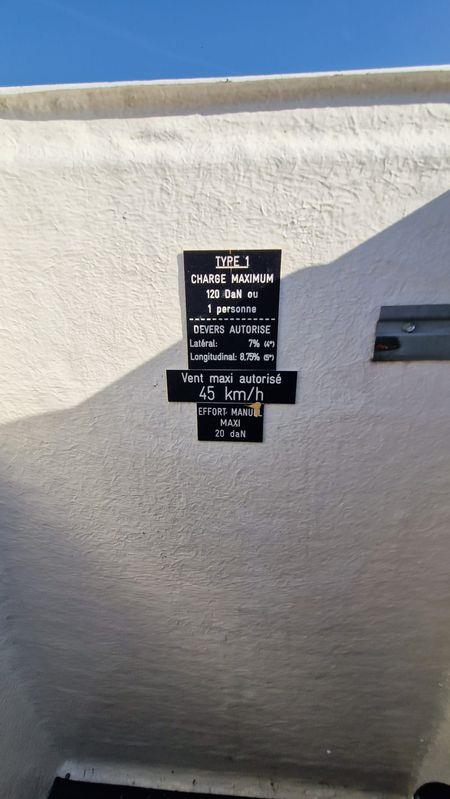 TYPE 1
CHARGE MAXIMUM
120 DaN ou
1 personne
DEVERS AUTORISE
Latéral: 7% (4°)
Longitudinal: 8,75% (5°)
Vent maxi autorisé
45 km/h
EFFORT MANUEL
MAXI
20 daN